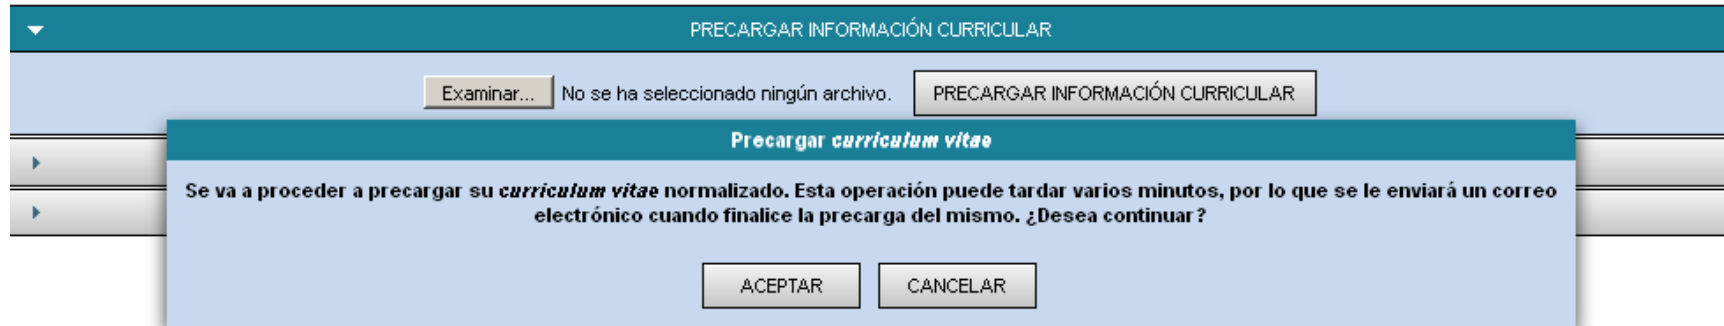 PRECARGAR INFORMACIÓN CURRICULAR
Examinar... No se ha seleccionado ningún archivo. PRECARGAR INFORMACIÓN CURRICULAR
Precargar curriculum vitae
Se va a proceder a precargar su curriculum vitae normalizado. Esta operación puede tardar varios minutos, por lo que se le enviará un correo
electrónico cuando finalice la precarga del mismo. ¿Desea continuar?
ACEPTAR CANCELAR